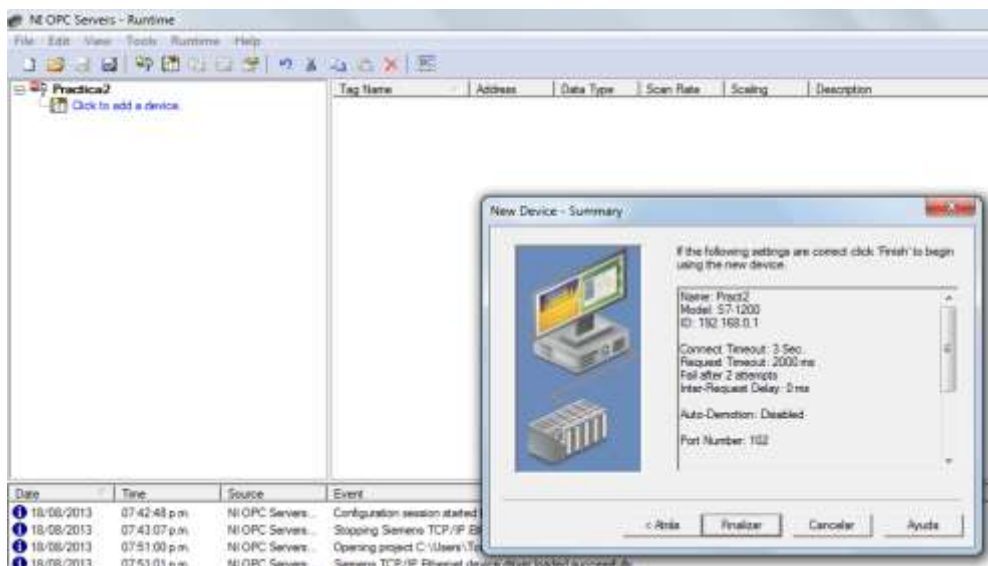 NI OPC Servers - Runtime
File Edit View Tools Runtime Help
Practica2
Click to add a device.
Tag Name Address Data Type Scan Rate Scaling Description
New Device - Summary
If the following settings are correct click 'Finish' to begin
using the new device.
Name: Pract2
Model: S7-1200
ID: 192.168.0.1
Connect Timeout: 3 Sec.
Request Timeout: 2000 ms
Fail after 2 attempts
Inter-Request Delay: 0 ms
Auto-Demotion: Disabled
Port Number: 102
< Atrás Finalizar Cancelar Ayuda
Date Time Source Event
18/08/2013 07:42:48 p.m. NI OPC Servers... Configuration session started
18/08/2013 07:43:07 p.m. NI OPC Servers... Stopping Siemens TCP/IP
18/08/2013 07:51:00 p.m. NI OPC Servers... Opening project C:\Users\
18/08/2013 07:51:01 p.m. NI OPC Servers... Siemens TCP/IP Ethernet device driver loaded successfully.